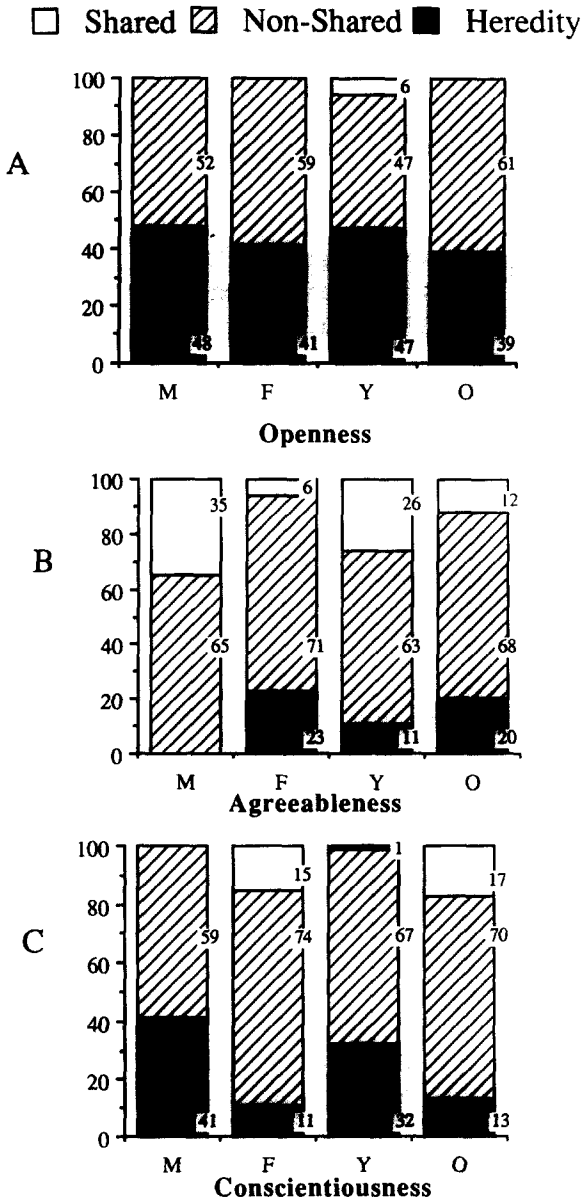 Shared Non-Shared Heredity
A
100
80
60
40
20
0
6
52 59 47 61
48 41 47 39
M F Y O
Openness
B
100
80
60
40
20
0
35 6 26 12
65 71 63 68
23 11 20
M F Y O
Agreeableness
C
100
80
60
40
20
0
15 1 17
59 74 67 70
41 11 32 13
M F Y O
Conscientiousness